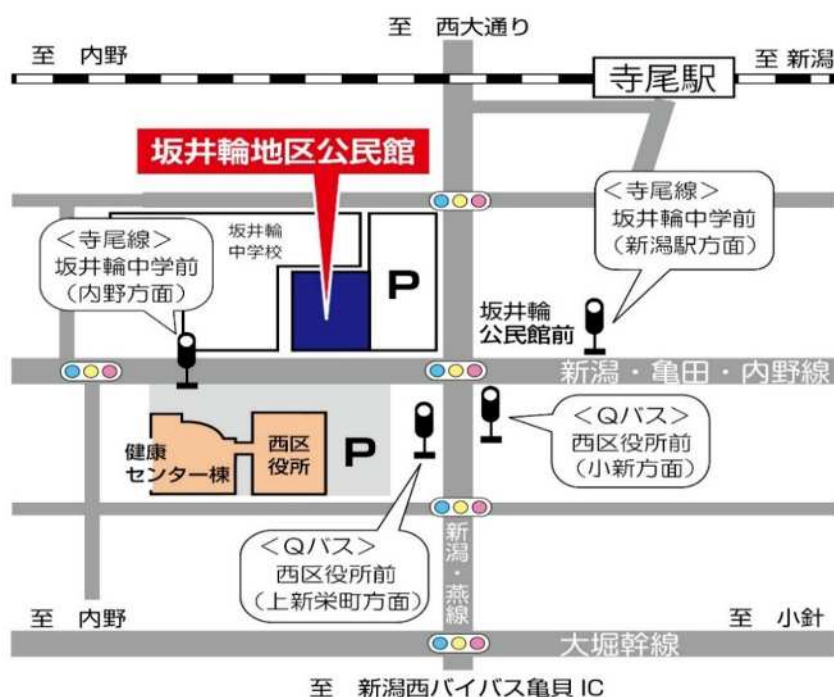 至　西大通り
至　内野
至 新潟
寺尾駅
坂井輪地区公民館
＜寺尾線＞
坂井輪中学前
（新潟駅方面）
坂井輪
中学校
＜寺尾線＞
坂井輪中学前
（内野方面）
P
坂井輪
公民館前
新潟・亀田・内野線
健康
センター棟
西区
役所
P
＜Qバス＞
西区役所前
（小新方面）
＜Qバス＞
西区役所前
（上新栄町方面）
新潟・燕線
至　内野
至　小針
大堀幹線
至　新潟西バイパス亀貝 IC